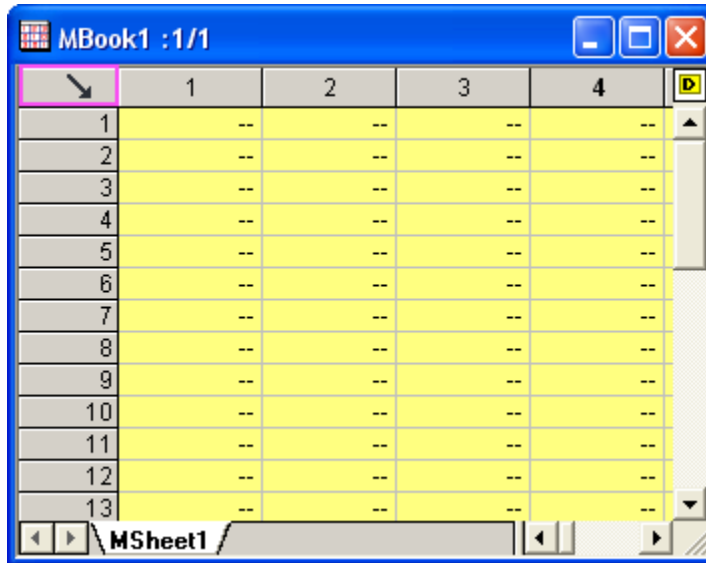 MBook1 :1/1
1 2 3 4 D
1 -- -- -- --
2 -- -- -- --
3 -- -- -- --
4 -- -- -- --
5 -- -- -- --
6 -- -- -- --
7 -- -- -- --
8 -- -- -- --
9 -- -- -- --
10 -- -- -- --
11 -- -- -- --
12 -- -- -- --
13 -- -- -- --
MSheet1